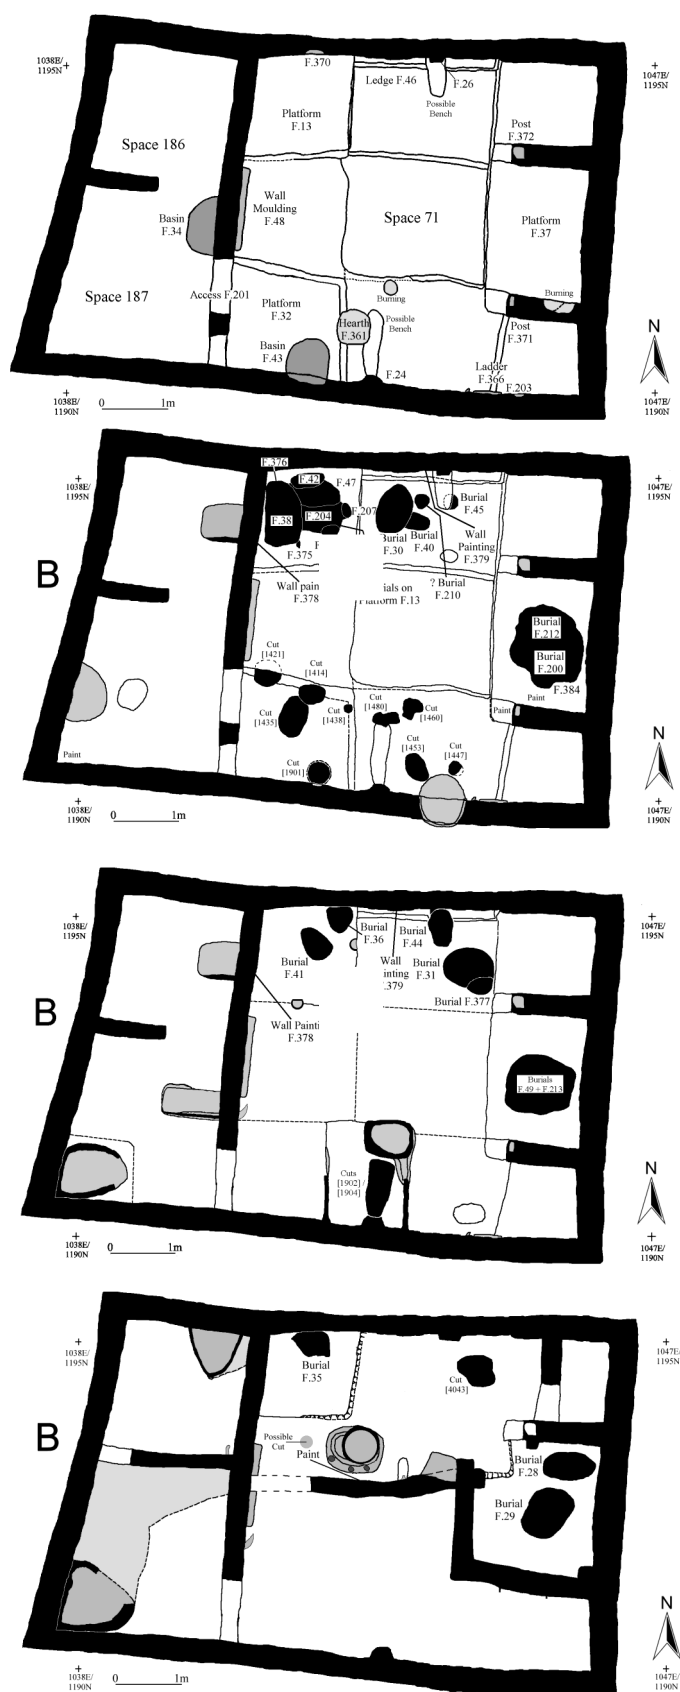 1038E/
1195N
F.370
Ledge F.46
F.26
Possible
Bench
1047E/
1195N
Platform
F.13
Post
F.372
Space 186
Wall
Moulding
F.48
Space 71
Platform
F.37
Basin
F.34
Space 187
Access F.201
Burning
Burning
Platform
F.32
Hearth
F.361
Possible
Bench
Post
F.371
N
Basin
F.43
F.24
Ladder
F.366
F.203
1038E/
1190N
0 1m
1047E/
1190N
1038E/
1195N
F.376
F.42
F.47
Burial
F.45
1047E/
1195N
F.38
F.204
F.207
Burial
F.30
Burial
F.40
Wall
Painting
F.379
F.375
B
Wall pain
F.378
ials on
Platform F.13
? Burial
F.210
Burial
F.212
Burial
F.200
F.384
Cut
[1421]
Cut
[1414]
Cut
[1435]
Cut
[1438]
Cut
[1480]
Cut
[1460]
Paint
Paint
Cut
[1453]
Cut
[1447]
N
Paint
Cut
[1901]
1038E/
1190N
0 1m
1047E/
1190N
1038E/
1195N
Burial
F.36
Burial
F.44
1047E/
1195N
Burial
F.41
Wall
inting
.379
Burial
F.31
Burial F.377
B
Wall Painti
F.378
Burials
F.49 + F.213
Cuts
[1902] /
[1904]
N
1038E/
1190N
0 1m
1047E/
1190N
1038E/
1195N
Burial
F.35
Cut
[4043]
1047E/
1195N
B
Possible
Cut
Paint
Burial
F.28
Burial
F.29
N
1038E/
1190N
0 1m
1047E/
1190N